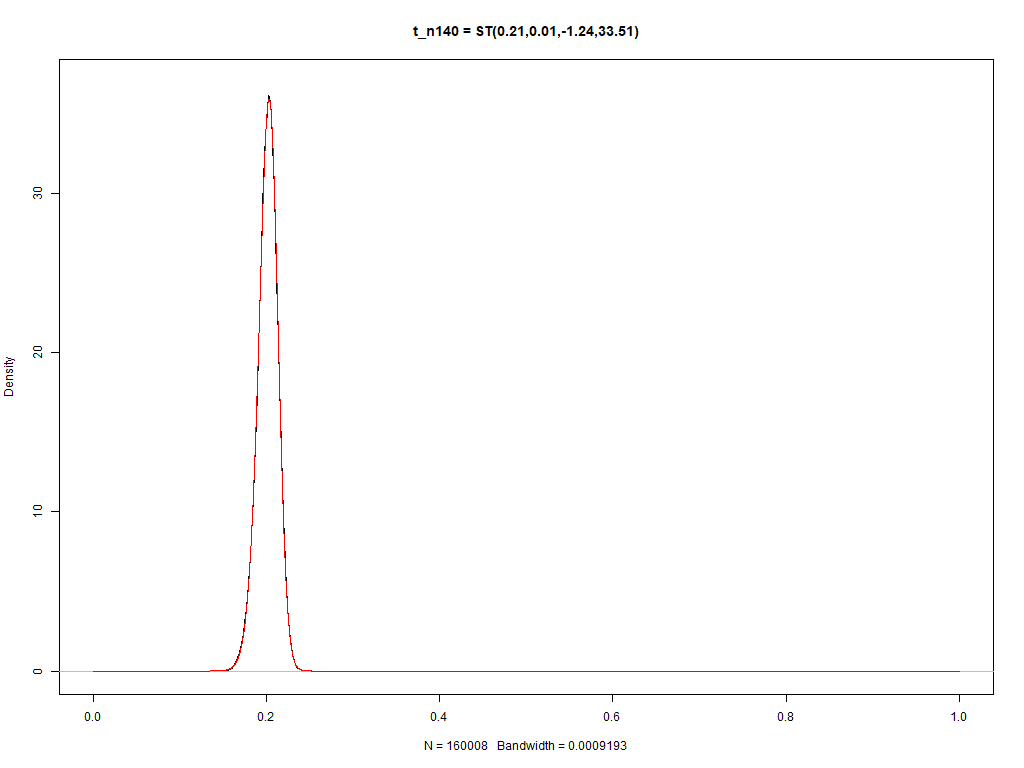 t_n140 = ST(0.21,0.01,-1.24,33.51)
Density
30
20
10
0
0.0 0.2 0.4 0.6 0.8 1.0
N = 160008 Bandwidth = 0.0009193